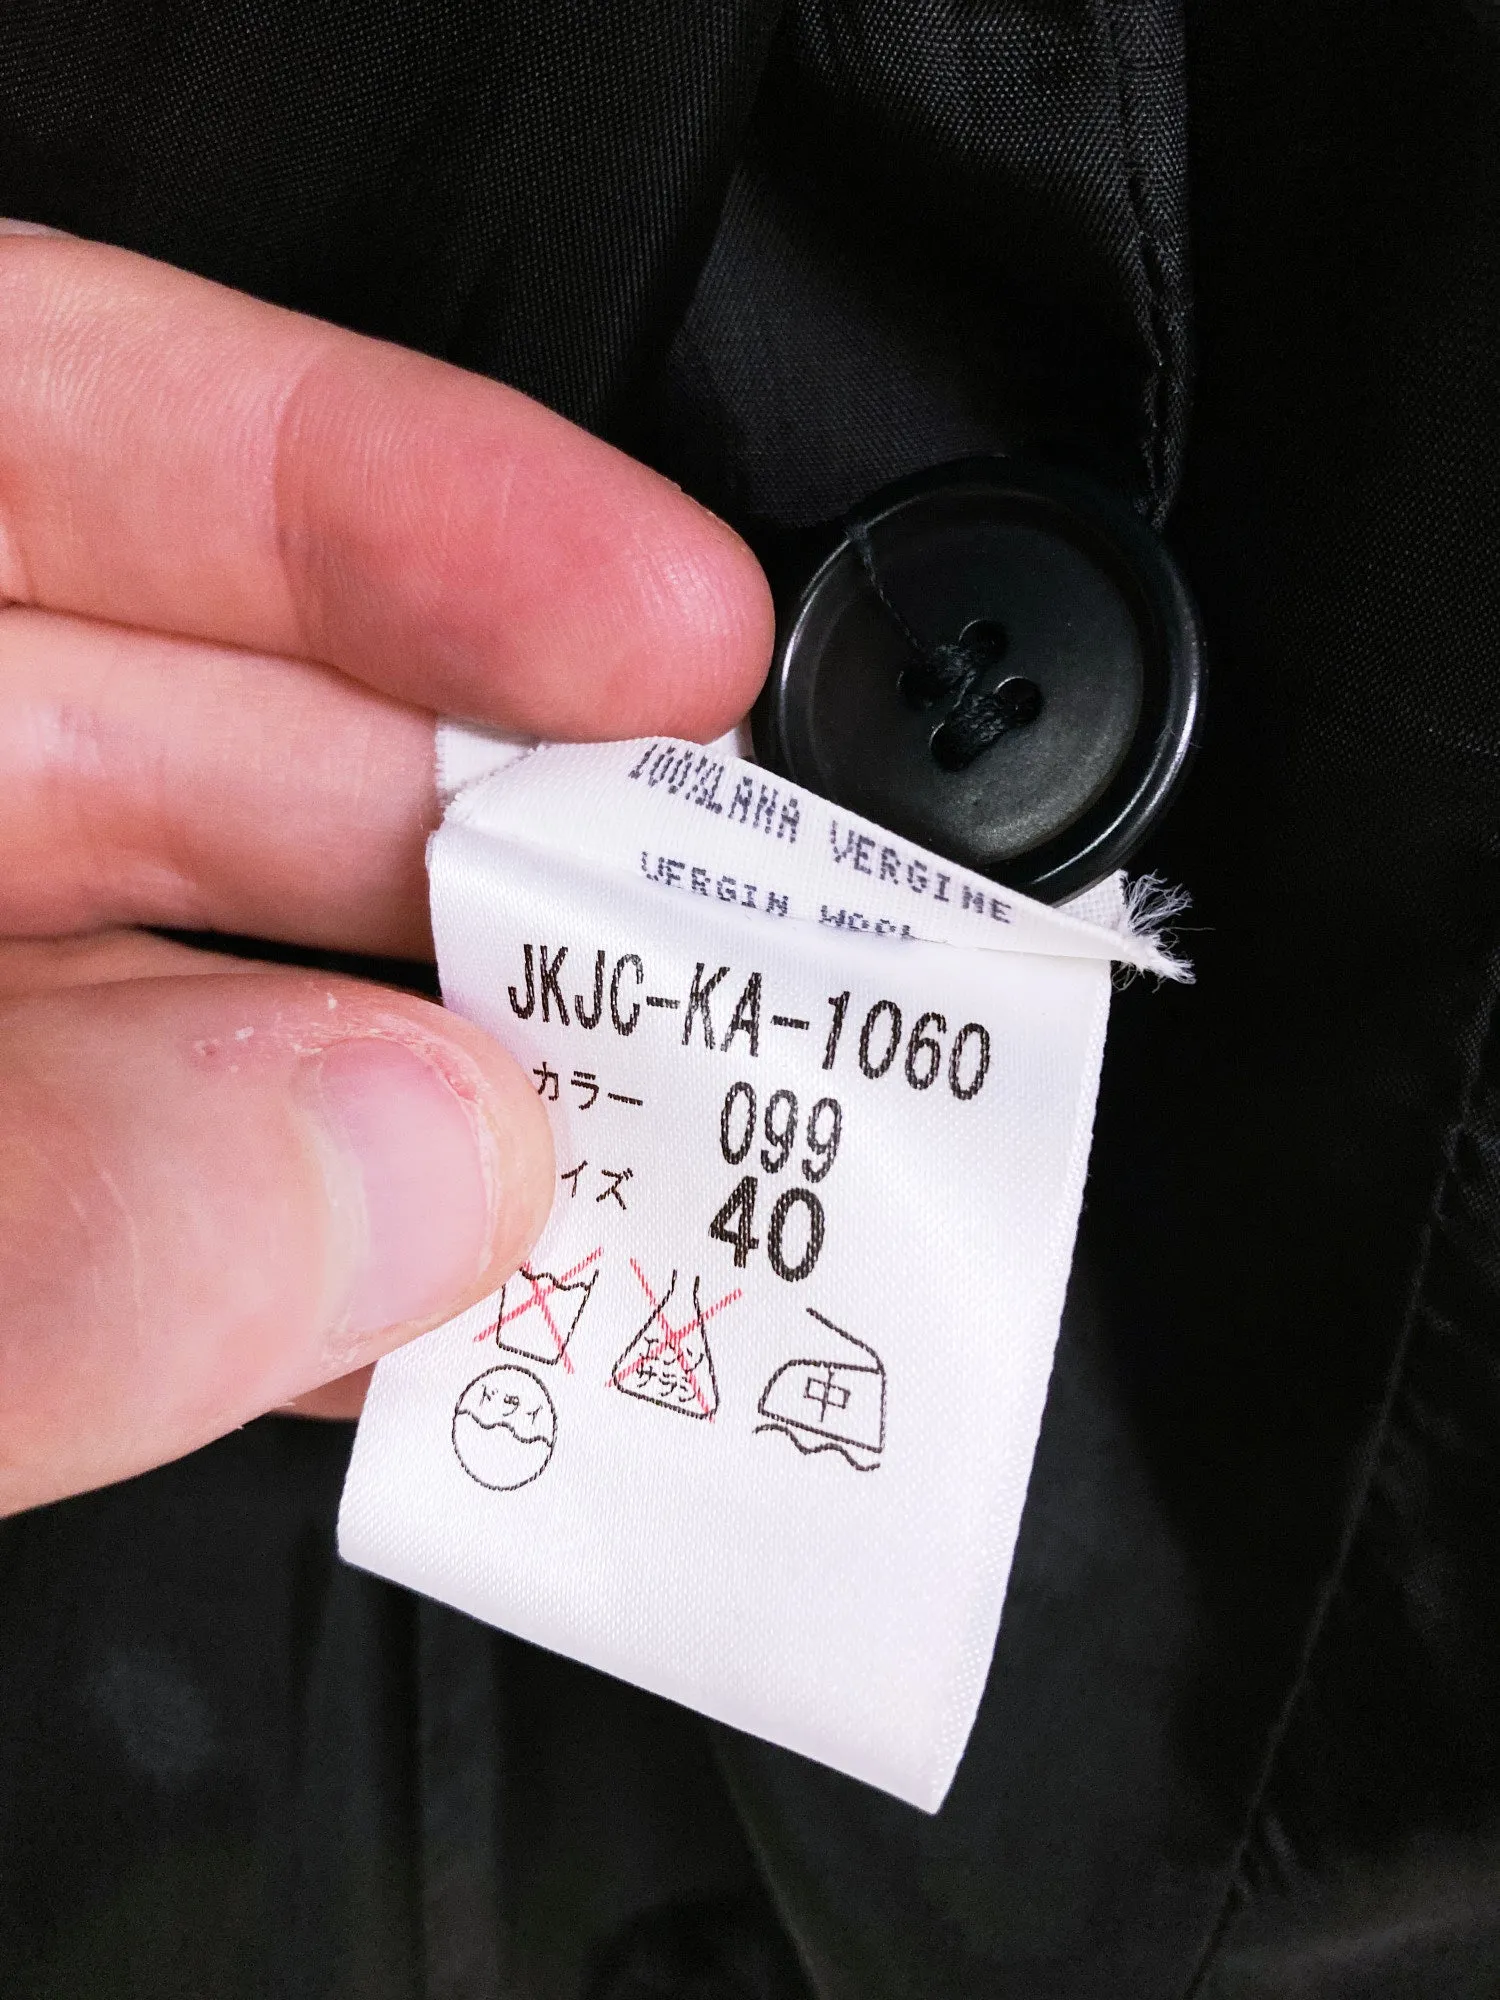 100%LANA VERGINE
VERGIN WOOL
JKJC-KA-1060
カラー 099
イズ 40
エンソ
サラシ
中
ドライ